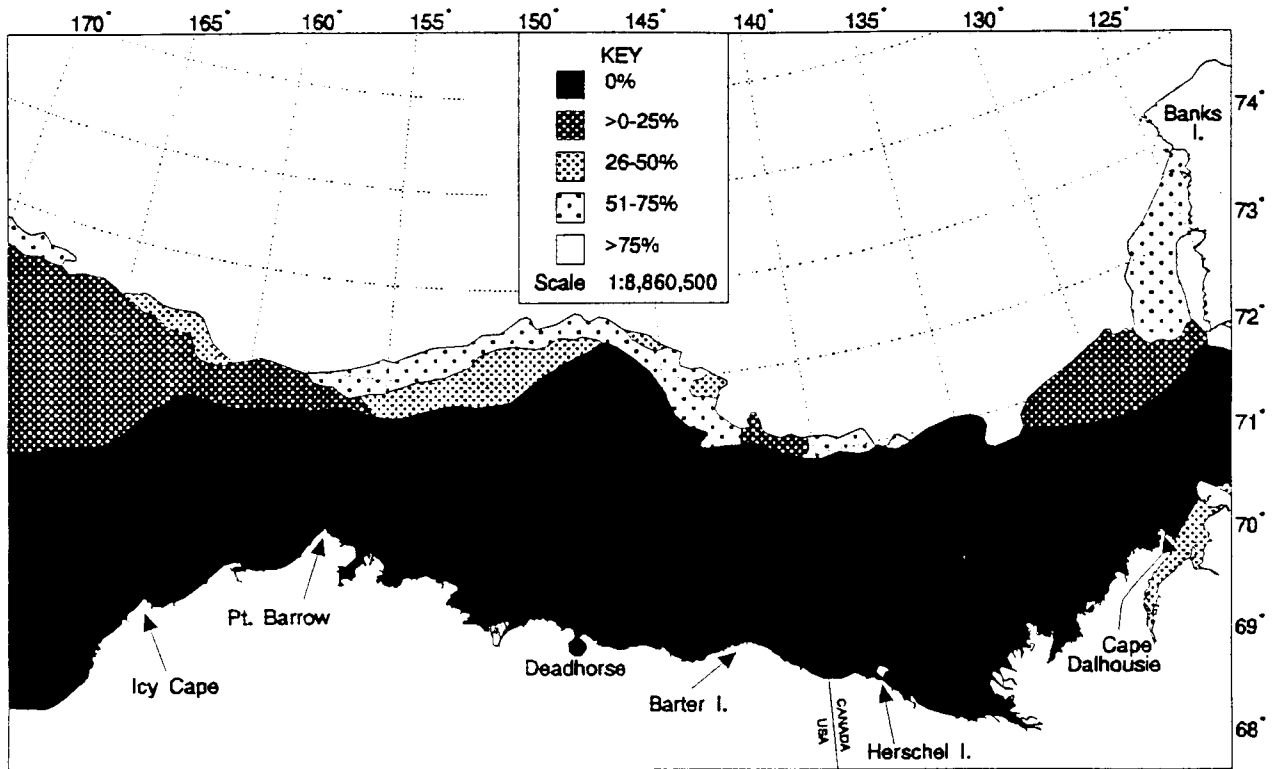 170° 165° 160° 155° 150° 145° 140° 135° 130° 125°
KEY
0%
>0-25%
26-50%
51-75%
>75%
Scale 1:8,860,500
Banks
I.
74°
73°
72°
71°
70°
69°
68°
Pt. Barrow
Icy Cape
Deadhorse
Barter I.
USA
CANADA
Herschel I.
Cape
Dalhousie